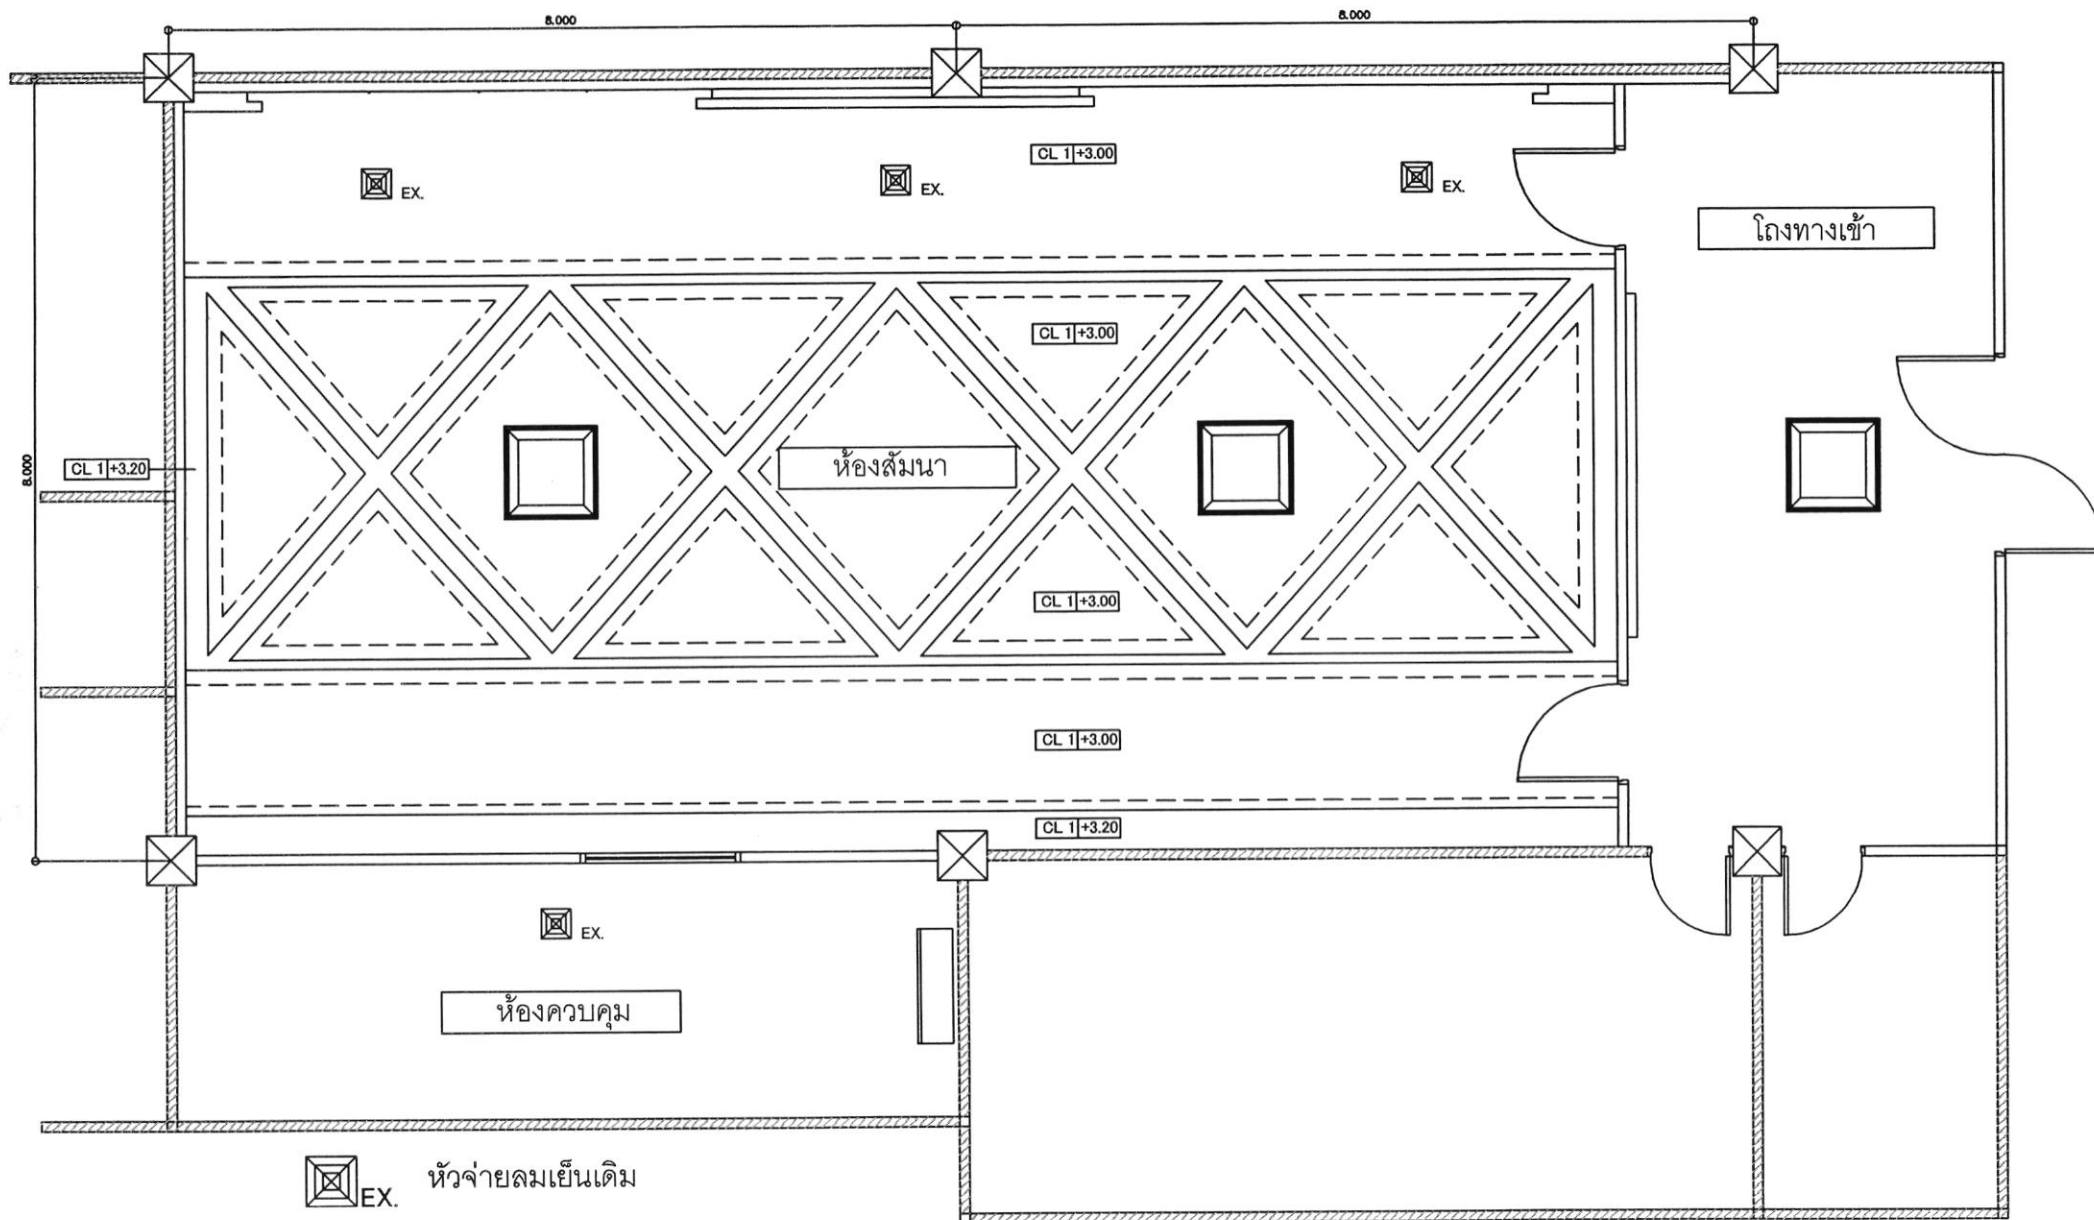 8.000
8.000
CL 1 +3.00
EX.
EX.
EX.
โถงทางเข้า
CL 1 +3.00
8.000
CL 1 +3.20
ห้องสัมนา
CL 1 +3.00
CL 1 +3.00
CL 1 +3.20
EX.
ห้องควบคุม
EX. หัวจ่ายลมเย็นเดิม